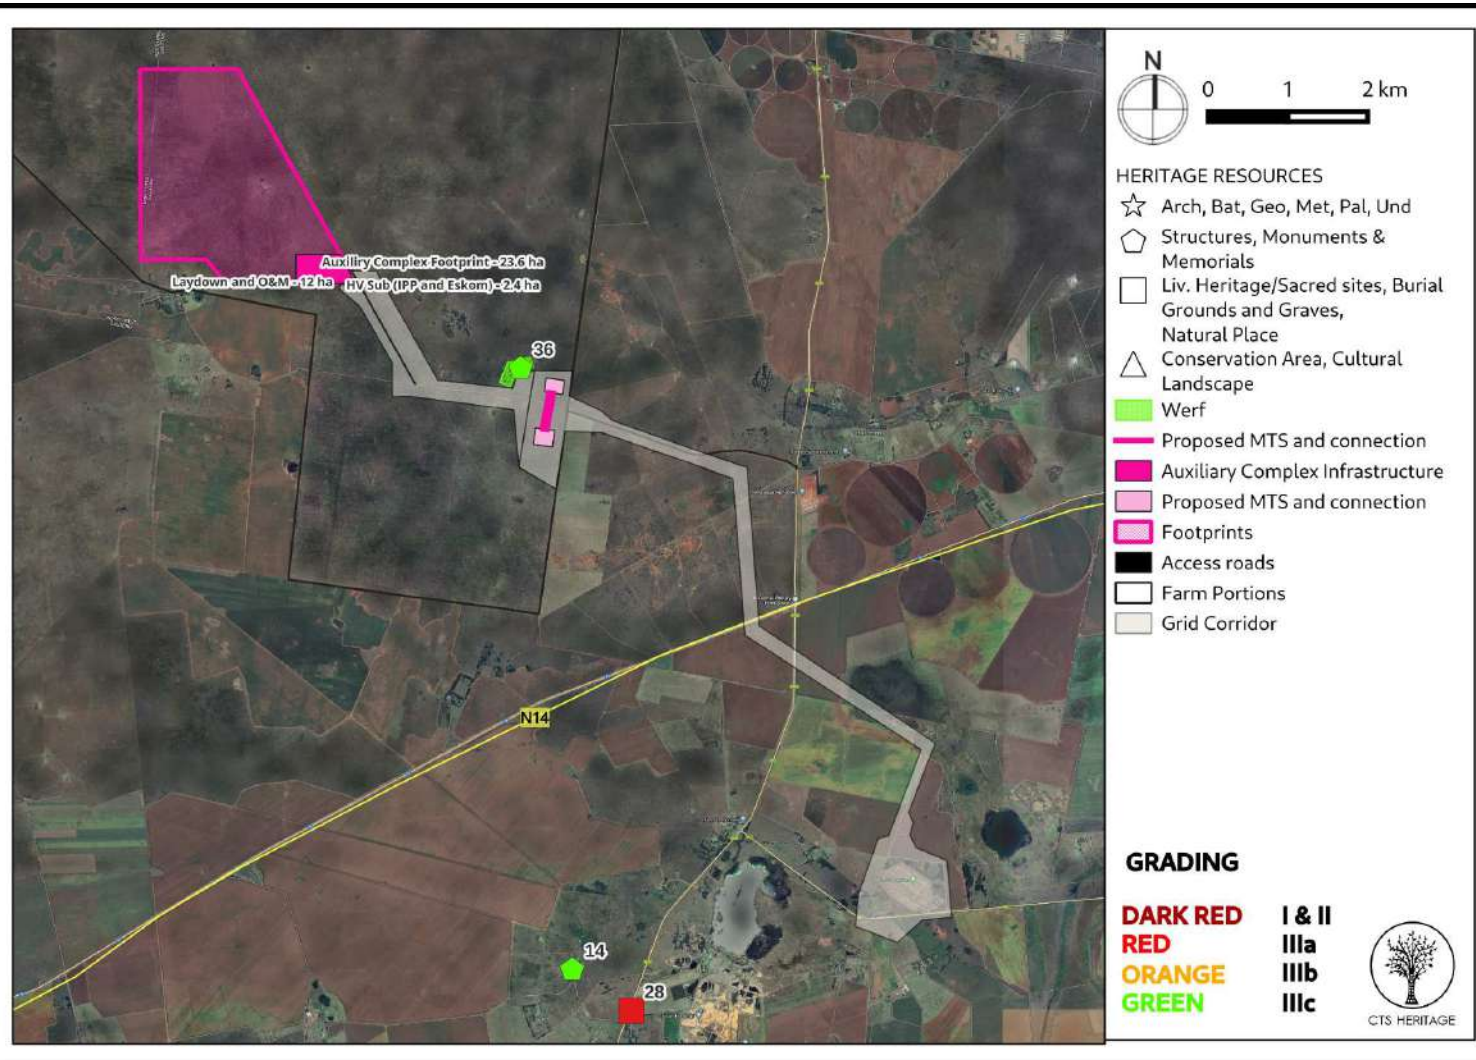 N
0 1 2 km
HERITAGE RESOURCES
Arch, Bat, Geo, Met, Pal, Und
Structures, Monuments &
Memorials
Liv. Heritage/Sacred sites, Burial
Grounds and Graves,
Natural Place
Conservation Area, Cultural
Landscape
Werf
Proposed MTS and connection
Auxiliary Complex Infrastructure
Proposed MTS and connection
Footprints
Access roads
Farm Portions
Grid Corridor
GRADING
DARK RED I & II
RED IIIa
ORANGE IIIb
GREEN IIIc
CTS HERITAGE
Auxiliry Complex Footprint - 23.6 ha
Laydown and O&M - 12 ha
HV Sub (IPP and Eskom) - 2.4 ha
36
N14
14
28